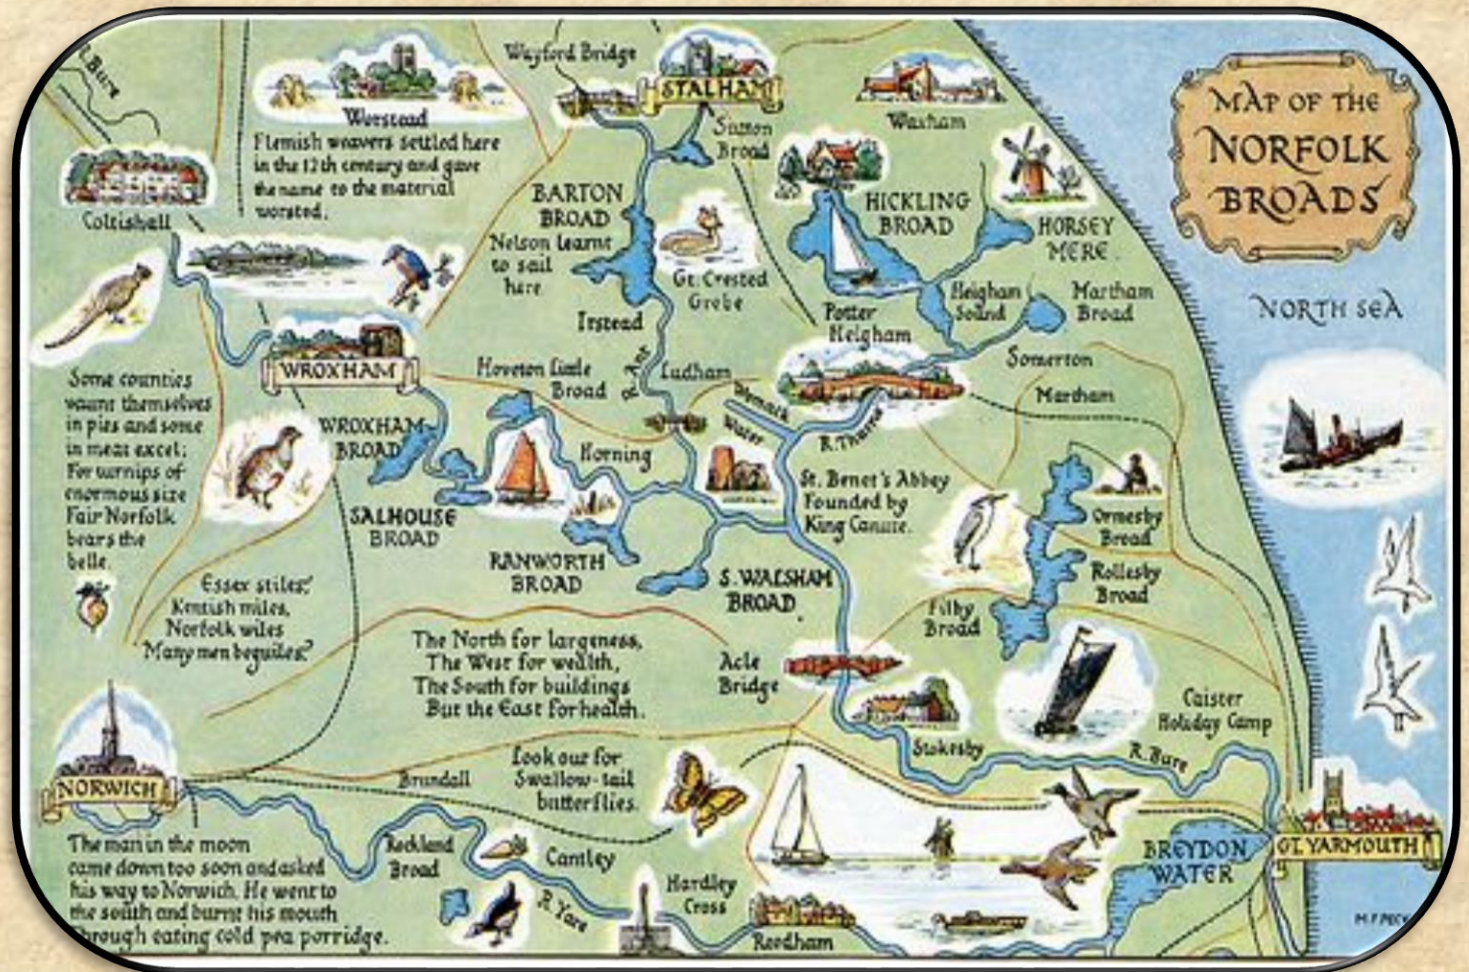 MAP OF THE
NORFOLK
BROADS
NORTH SEA
R. Bure
Worstead
Flemish weavers settled here
in the 12th century and gave
the name to the material
worsted.
Wayford Bridge
STALHAM
Sutton
Broad
Waxham
Coltishall
BARTON
BROAD
Nelson learnt
to sail
here
Gt. Crested
Grebe
HICKLING
BROAD
HORSEY
MERE.
Heigham
Sound
Martham
Broad
Irstead
Potter
Heigham
Somerton
Martham
WROXHAM
Hoveton Little
Broad
R. Ant
Ludham
Womack
Water
R. Thurne
Some counties
vaunt themselves
in pies and some
in meat excel;
For turnips of
enormous size
Fair Norfolk
bears the
belle.
WROXHAM
BROAD
Horning
SALHOUSE
BROAD
RANWORTH
BROAD
St. Benet's Abbey
Founded by
King Canute.
S. WALSHAM
BROAD.
Ormesby
Broad
Rollesby
Broad
Filby
Broad
Essex stiles,
Kentish miles,
Norfolk wiles
Many men beguiles.
The North for largeness,
The West for wealth,
The South for buildings
But the East for health.
Acle
Bridge
Stokesby
Caister
Holiday Camp
R. Bure
NORWICH
Brundall
Look out for
Swallow-tail
butterflies.
The man in the moon
came down too soon and asked
his way to Norwich. He went to
the south and burnt his mouth
through eating cold pea porridge.
Rockland
Broad
Cantley
R. Yare
Hardley
Cross
Reedham
BREYDON
WATER
GT. YARMOUTH
M.F.PECK